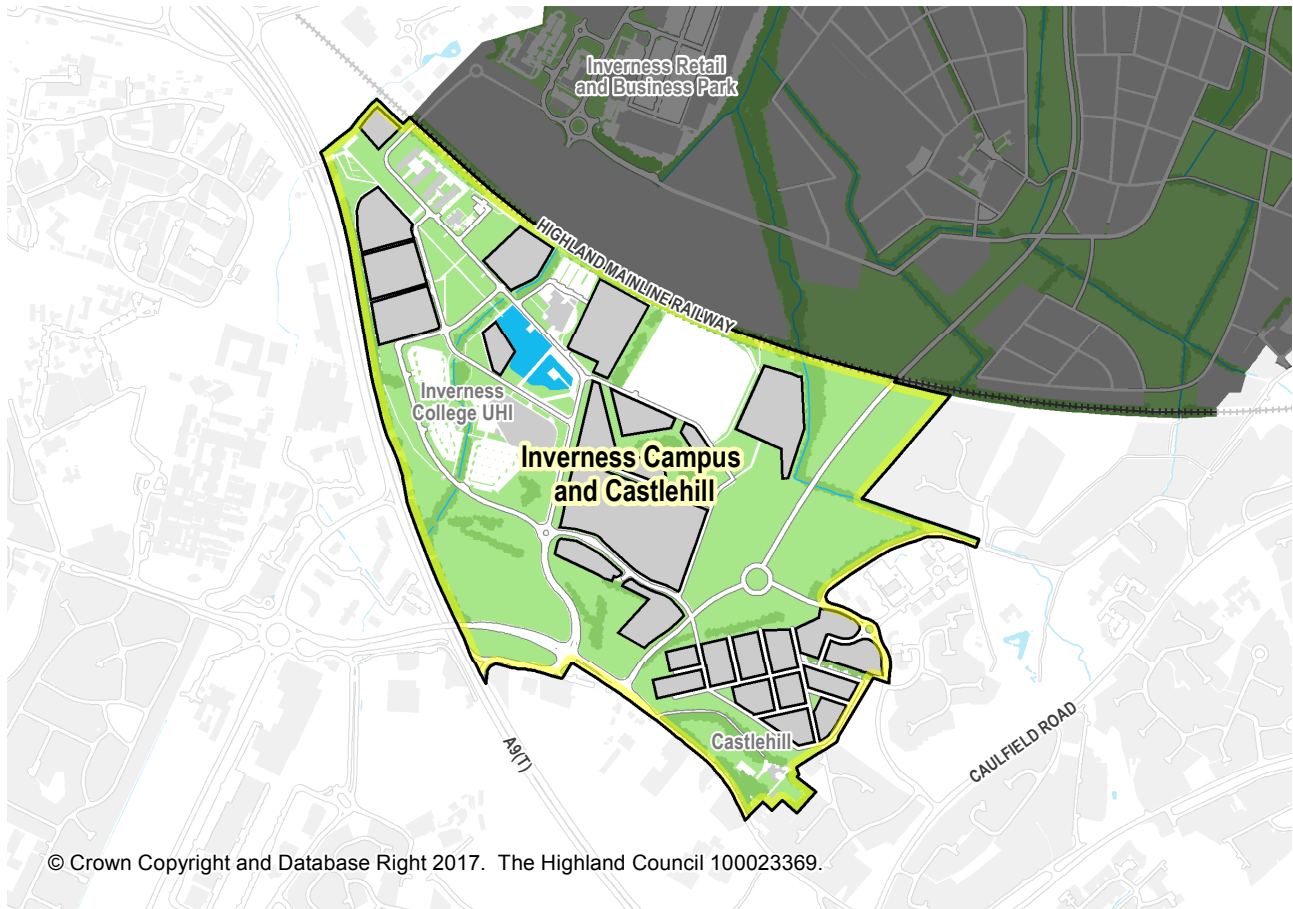 Inverness Retail
and Business Park
HIGHLAND MAINLINE RAILWAY
Inverness
College UHI
Inverness Campus
and Castlehill
Castlehill
A9(T)
CAULFIELD ROAD
© Crown Copyright and Database Right 2017. The Highland Council 100023369.